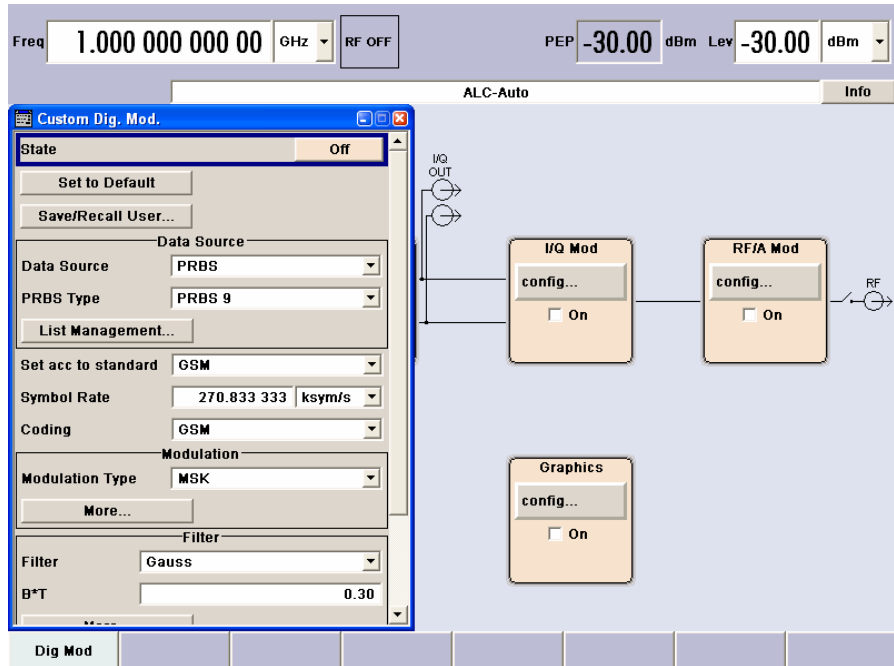 Freq 1.000 000 000 00 GHz RF OFF PEP -30.00 dBm Lev -30.00 dBm
ALC-Auto Info
Custom Dig. Mod.
State Off
Set to Default
Save/Recall User...
Data Source
Data Source PRBS
PRBS Type PRBS 9
List Management...
Set acc to standard GSM
Symbol Rate 270.833 333 ksym/s
Coding GSM
Modulation
Modulation Type MSK
More...
Filter
Filter Gauss
B*T 0.30
I/Q
OUT
I/Q Mod
config...
On
RF/A Mod
config...
On
RF
Graphics
config...
On
Dig Mod